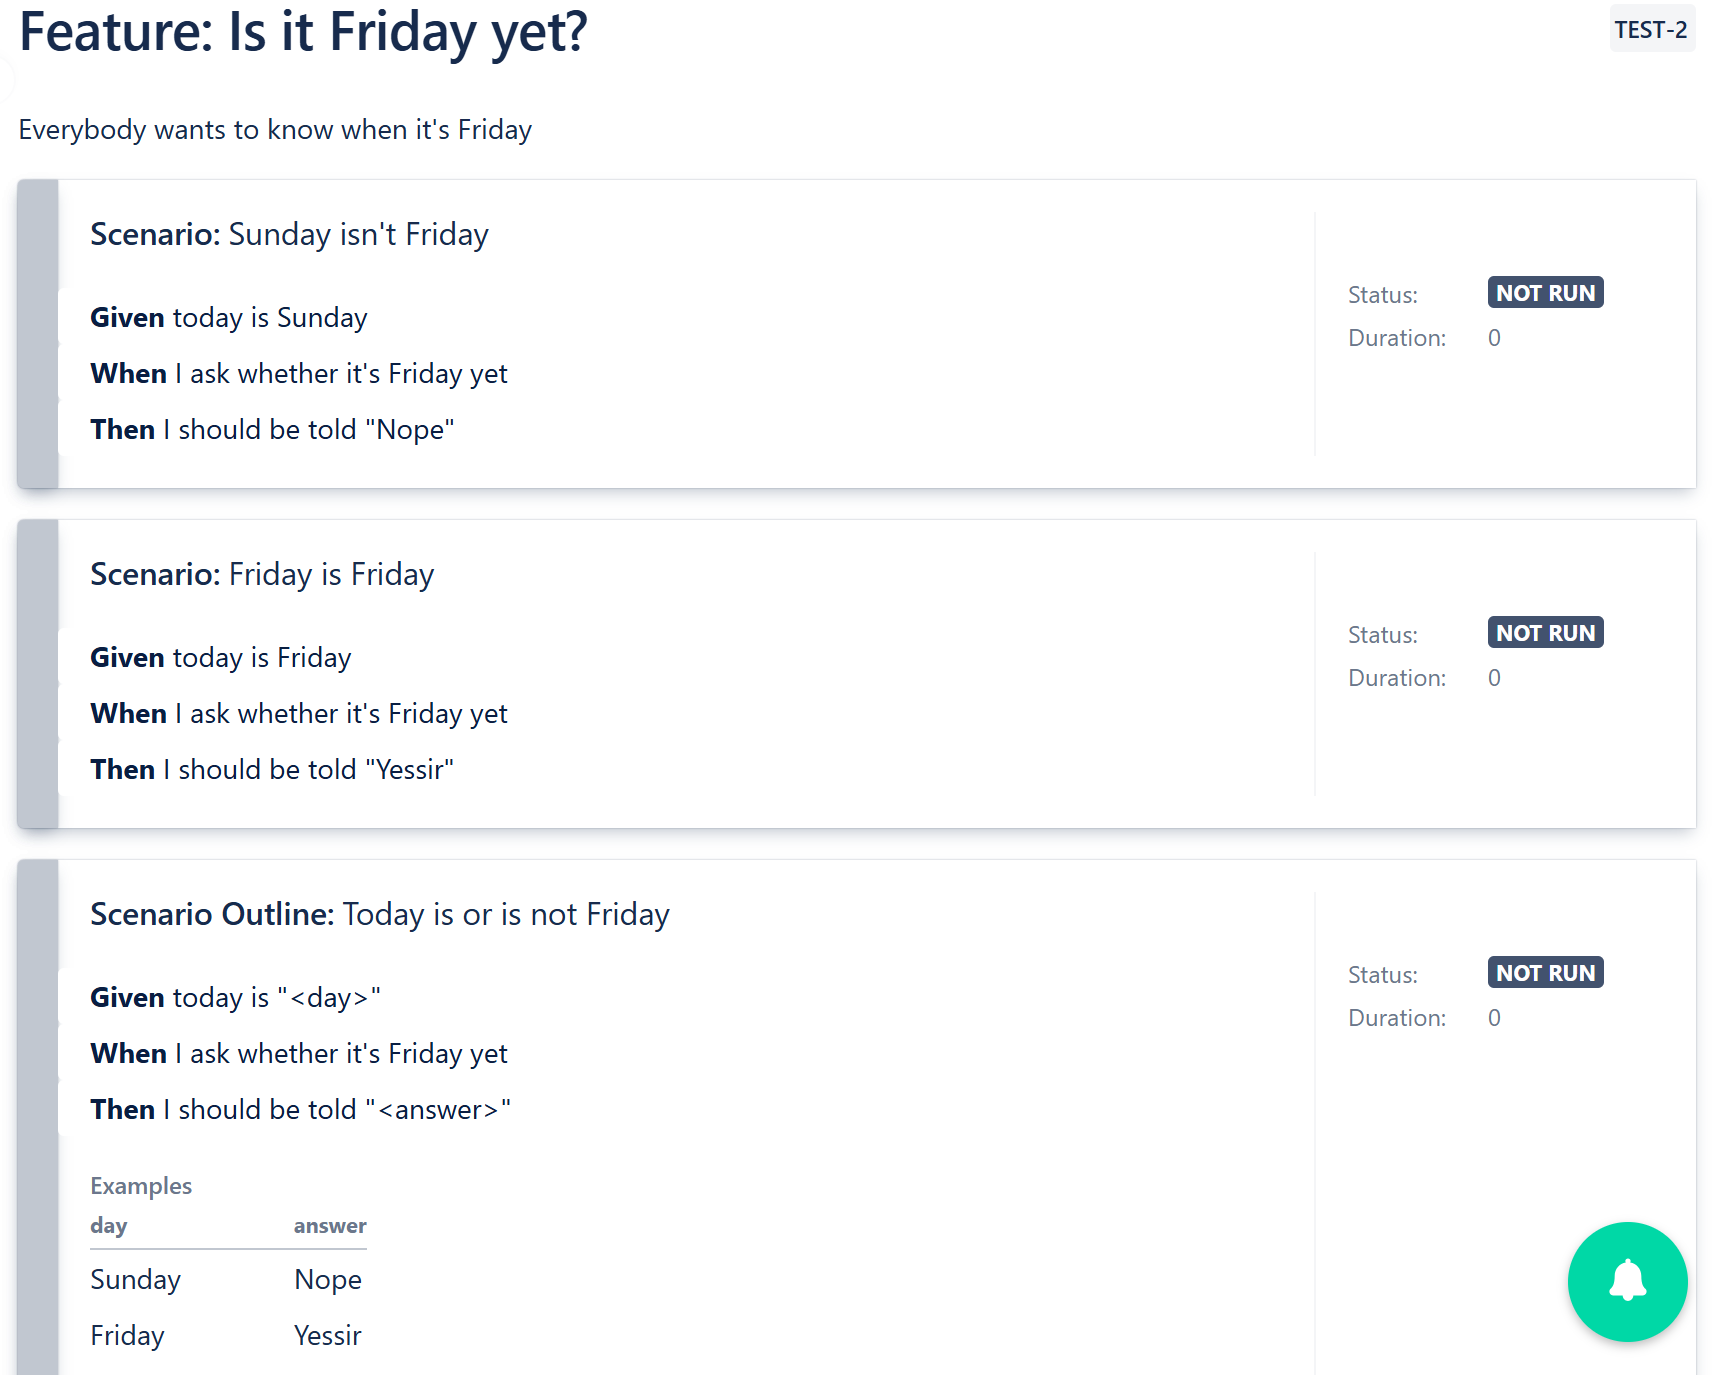 Feature: Is it Friday yet?
TEST-2
Everybody wants to know when it's Friday
Scenario: Sunday isn't Friday
Given today is Sunday
When I ask whether it's Friday yet
Then I should be told "Nope"
Status: NOT RUN
Duration: 0
Scenario: Friday is Friday
Given today is Friday
When I ask whether it's Friday yet
Then I should be told "Yessir"
Status: NOT RUN
Duration: 0
Scenario Outline: Today is or is not Friday
Given today is "<day>"
When I ask whether it's Friday yet
Then I should be told "<answer>"
Status: NOT RUN
Duration: 0
Examples
day answer
Sunday Nope
Friday Yessir